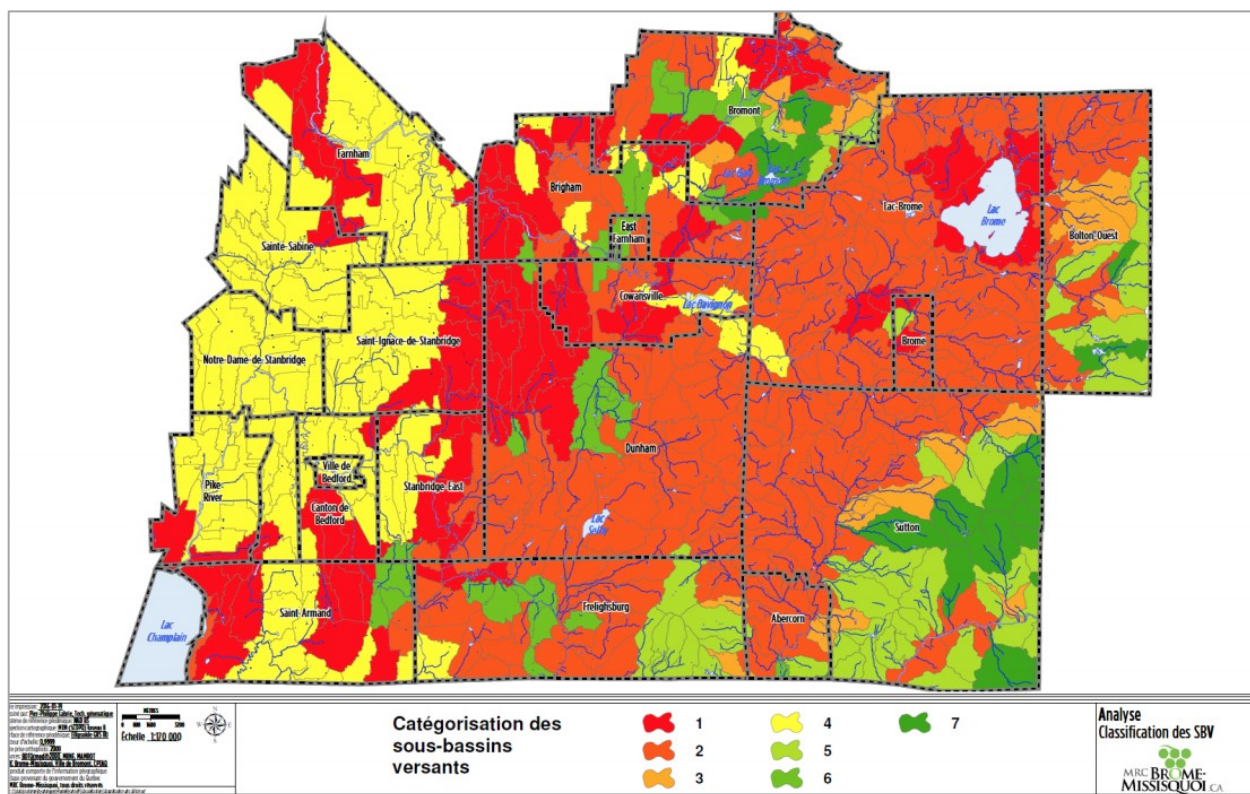 Bromont
Farnham
Brigham
Lac-Brome
Lac
Brome
Bolton-Ouest
Sainte-Sabine
East
Farnham
Cowansville
Lac Davignon
Saint-Ignace-de-Stanbridge
Notre-Dame-de-Stanbridge
Brome
Dunham
Ville de
Bedford
Stanbridge-East
Pike
River
Canton de
Bedford
Lac
Selby
Sutton
Saint-Armand
Frelighsburg
Abercorn
Lac
Champlain
MÈTRES
Échelle 1:170 000
N
Catégorisation des
sous-bassins
versants
1
2
3
4
5
6
7
Analyse
Classification des SBV
MRC BROME-
MISSISQUOI.CA